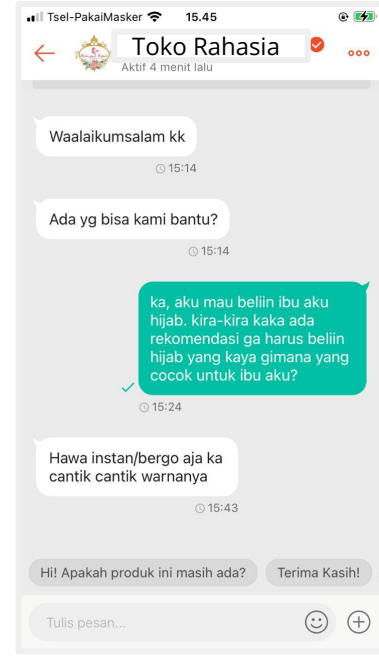 Tsel-PakaiMasker 15.45
Toko Rahasia
Aktif 4 menit lalu
Waalaikumsalam kk
15:14
Ada yg bisa kami bantu?
15:14
ka, aku mau beliin ibu aku
hijab. kira-kira kaka ada
rekomendasi ga harus beliin
hijab yang kaya gimana yang
cocok untuk ibu aku?
15:24
Hawa instan/bergo aja ka
cantik cantik warnanya
15:43
Hi! Apakah produk ini masih ada? Terima Kasih!
Tulis pesan...